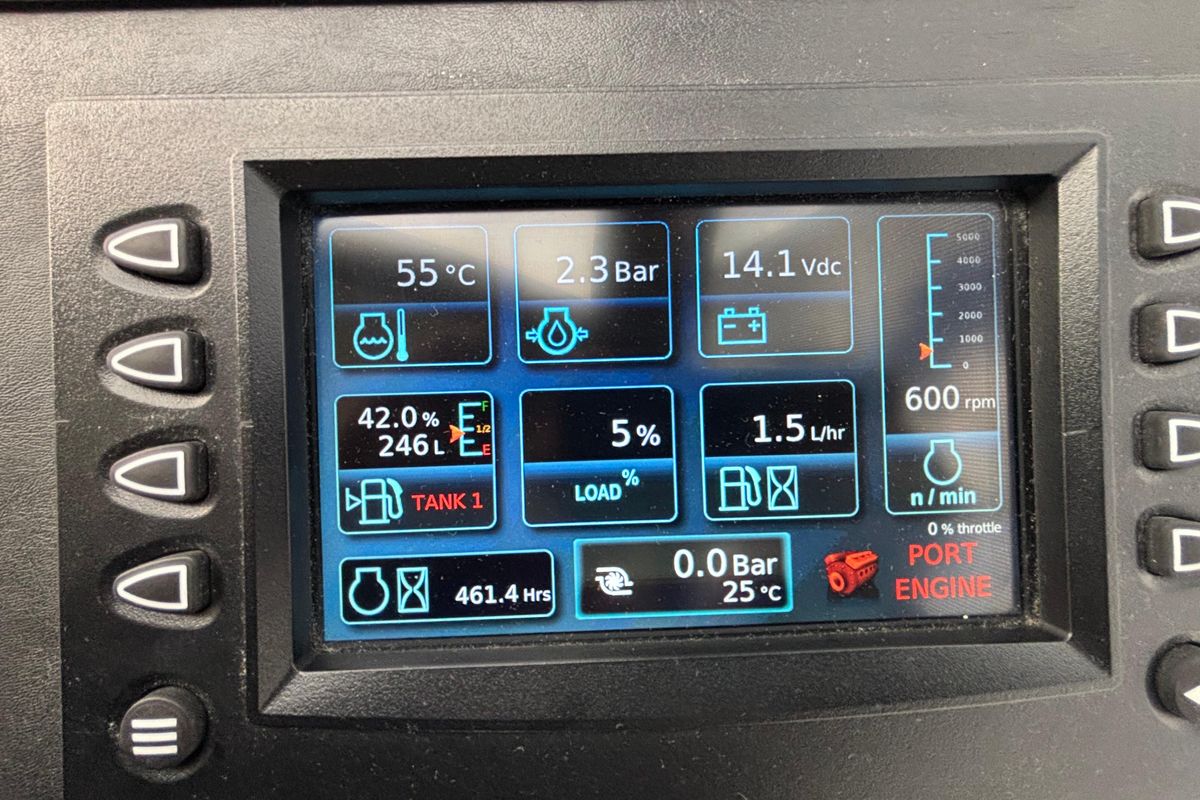 55 °C
2.3 Bar
14.1 Vdc
5000
4000
3000
2000
1000
0
600 rpm
n / min
42.0 %
246 L
F
1/2
E
TANK 1
5 %
LOAD %
1.5 L/hr
0 % throttle
461.4 Hrs
0.0 Bar
25 °C
PORT
ENGINE